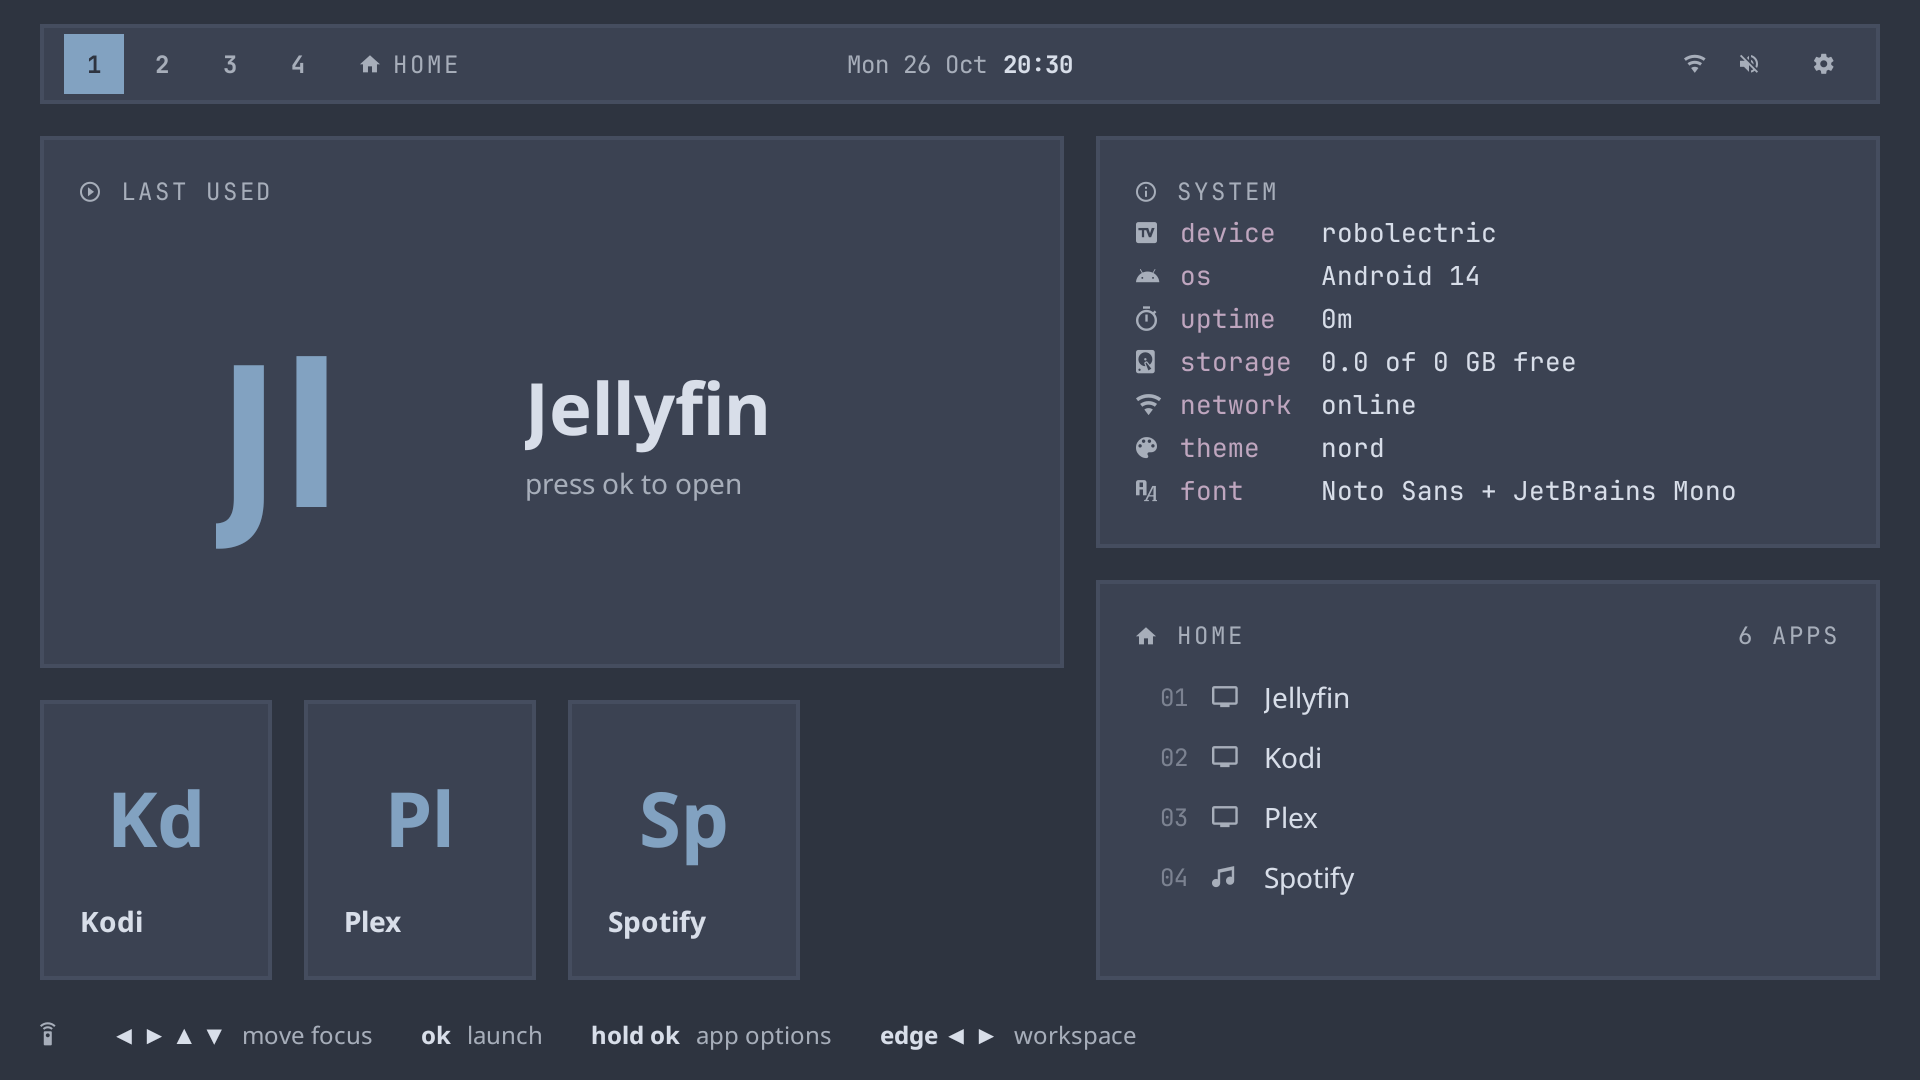 1 2 3 4 HOME Mon 26 Oct 20:30
LAST USED
Jl
Jellyfin
press ok to open
SYSTEM
TV device robolectric
os Android 14
uptime 0m
storage 0.0 of 0 GB free
network online
theme nord
font Noto Sans + JetBrains Mono
Kd
Kodi
Pl
Plex
Sp
Spotify
HOME 6 APPS
01 Jellyfin
02 Kodi
03 Plex
04 Spotify
◀ ▶ ▲ ▼ move focus ok launch hold ok app options edge ◀ ▶ workspace